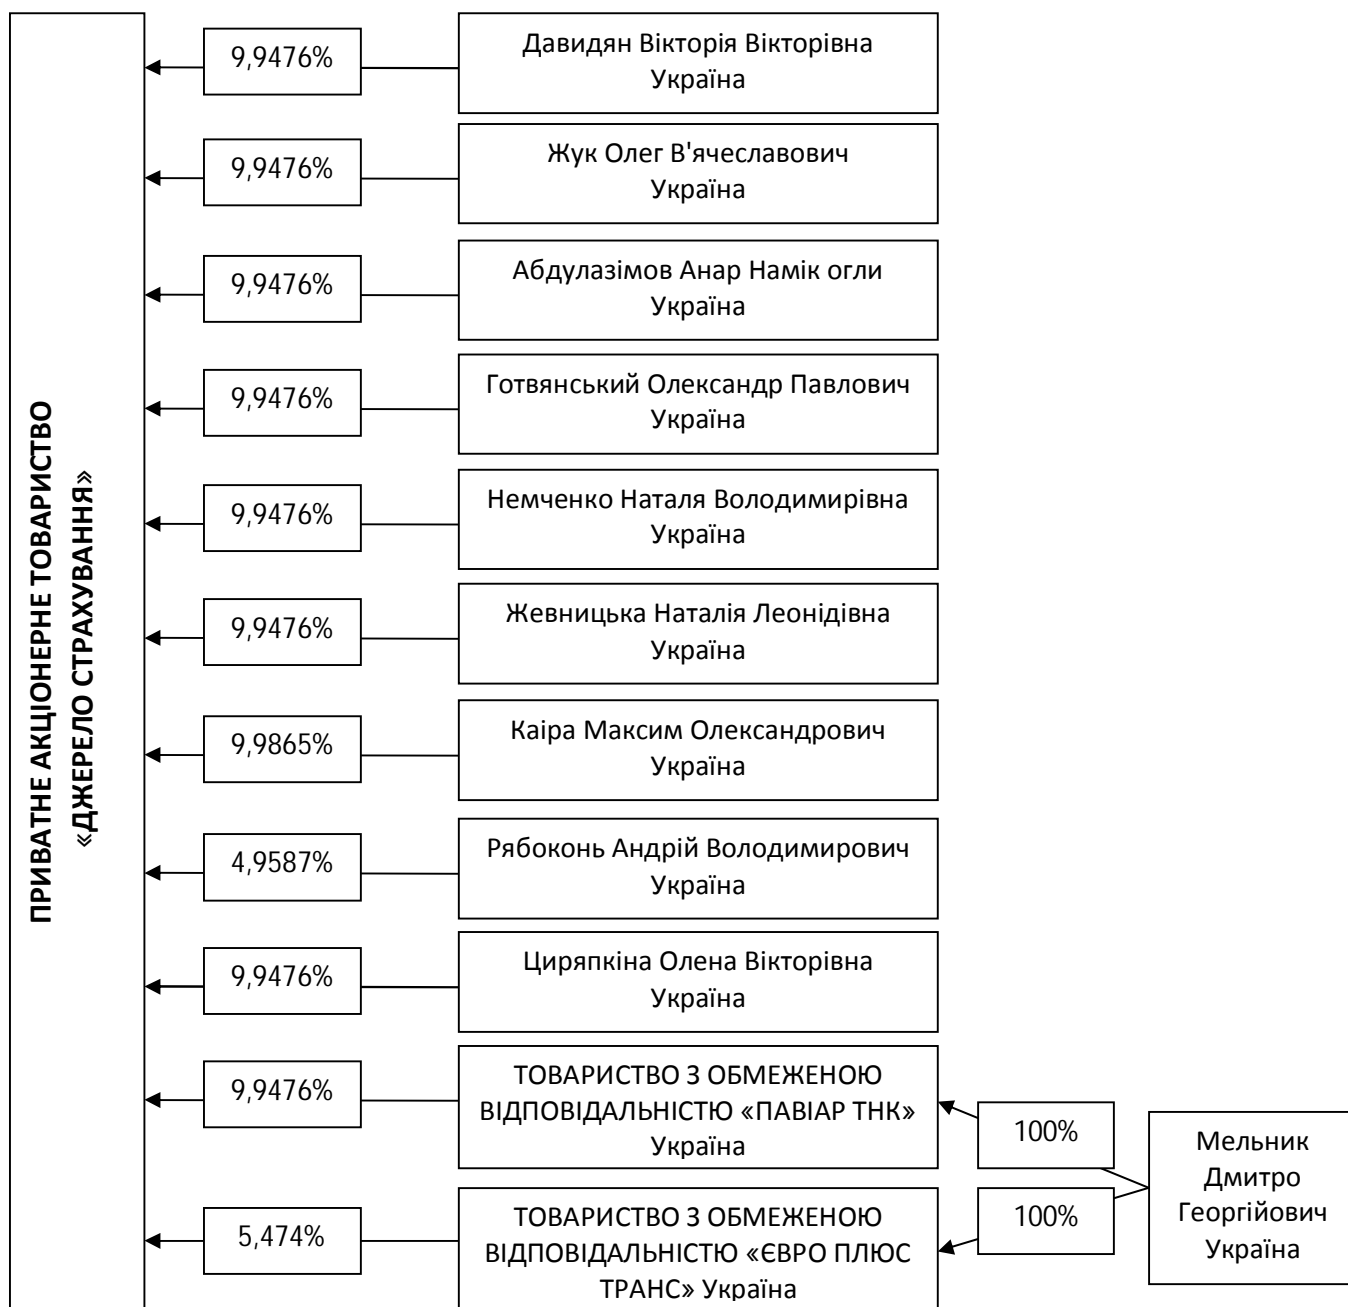 ПРИВАТНЕ АКЦІОНЕРНЕ ТОВАРИСТВО
«ДЖЕРЕЛО СТРАХУВАННЯ»
9,9476%
Давидян Вікторія Вікторівна
Україна
9,9476%
Жук Олег В'ячеславович
Україна
9,9476%
Абдулазімов Анар Намік огли
Україна
9,9476%
Готвянський Олександр Павлович
Україна
9,9476%
Немченко Наталя Володимирівна
Україна
9,9476%
Жевницька Наталія Леонідівна
Україна
9,9865%
Каіра Максим Олександрович
Україна
4,9587%
Рябоконь Андрій Володимирович
Україна
9,9476%
Циряпкіна Олена Вікторівна
Україна
9,9476%
ТОВАРИСТВО З ОБМЕЖЕНОЮ
ВІДПОВІДАЛЬНІСТЮ «ПАВІАР ТНК»
Україна
100%
5,474%
ТОВАРИСТВО З ОБМЕЖЕНОЮ
ВІДПОВІДАЛЬНІСТЮ «ЄВРО ПЛЮС
ТРАНС» Україна
100%
Мельник
Дмитро
Георгійович
Україна